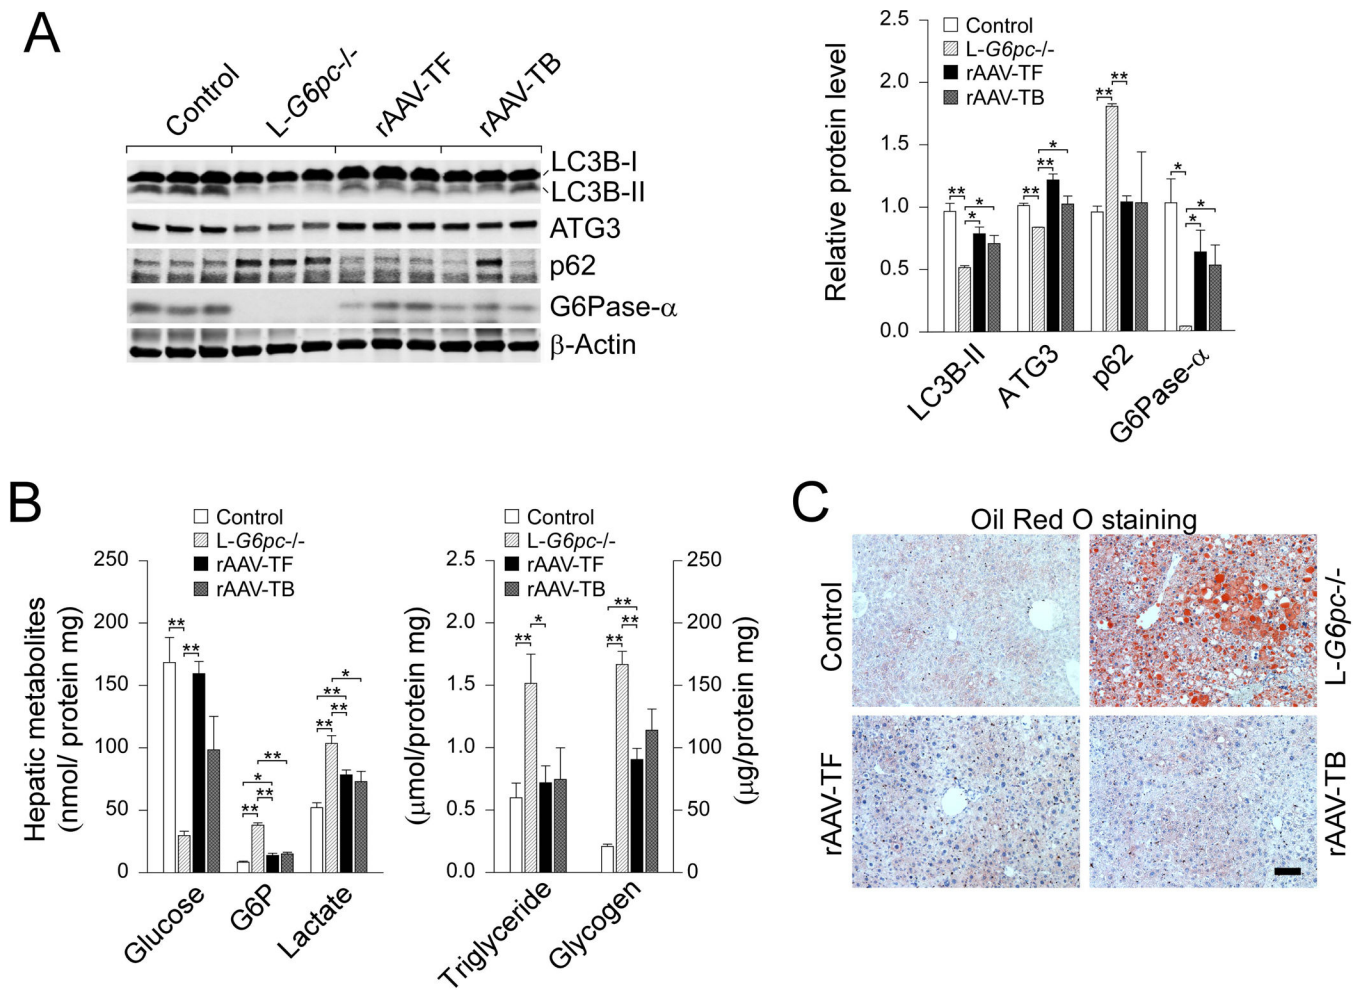 A
Control
L-G6pc-/-
rAAV-TF
rAAV-TB
LC3B-I
LC3B-II
ATG3
p62
G6Pase-α
β-Actin
Relative protein level
2.5
2.0
1.5
1.0
0.5
0.0
Control
L-G6pc-/-
rAAV-TF
rAAV-TB
** * ** ** * ** ** * * *
LC3B-II
ATG3
p62
G6Pase-α
B
Hepatic metabolites
(nmol/ protein mg)
250
200
150
100
50
0
Control
L-G6pc-/-
rAAV-TF
rAAV-TB
** ** ** * ** ** ** ** ** *
Glucose
G6P
Lactate
(μmol/protein mg)
2.5
2.0
1.5
1.0
0.5
0.0
Control
L-G6pc-/-
rAAV-TF
rAAV-TB
** * ** ** **
250
200
150
100
50
0
(μg/protein mg)
Triglyceride
Glycogen
C
Oil Red O staining
Control
L-G6pc-/-
rAAV-TF
rAAV-TB